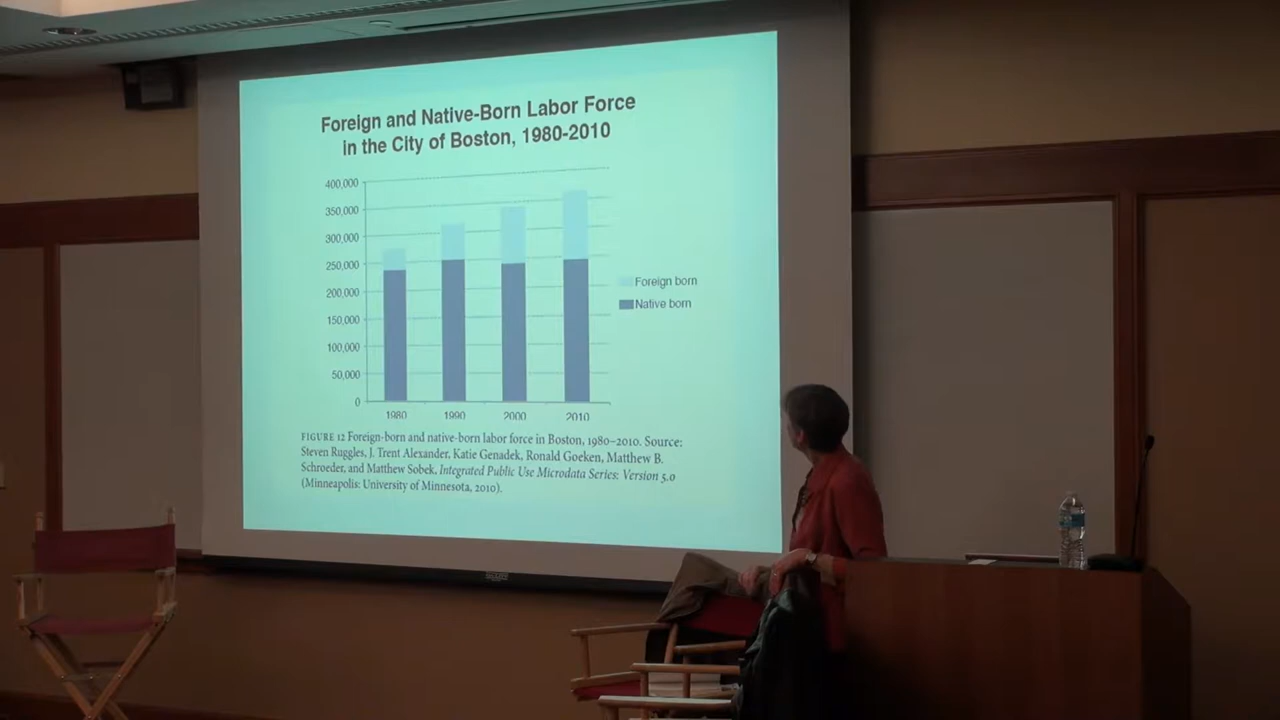 Foreign and Native-Born Labor Force
in the City of Boston, 1980-2010
400,000
350,000
300,000
250,000
200,000
150,000
100,000
50,000
0
1980 1990 2000 2010
Foreign born
Native born
FIGURE 12 Foreign-born and native-born labor force in Boston, 1980–2010. Source:
Steven Ruggles, J. Trent Alexander, Katie Genadek, Ronald Goeken, Matthew B.
Schroeder, and Matthew Sobek, Integrated Public Use Microdata Series: Version 5.0
(Minneapolis: University of Minnesota, 2010).